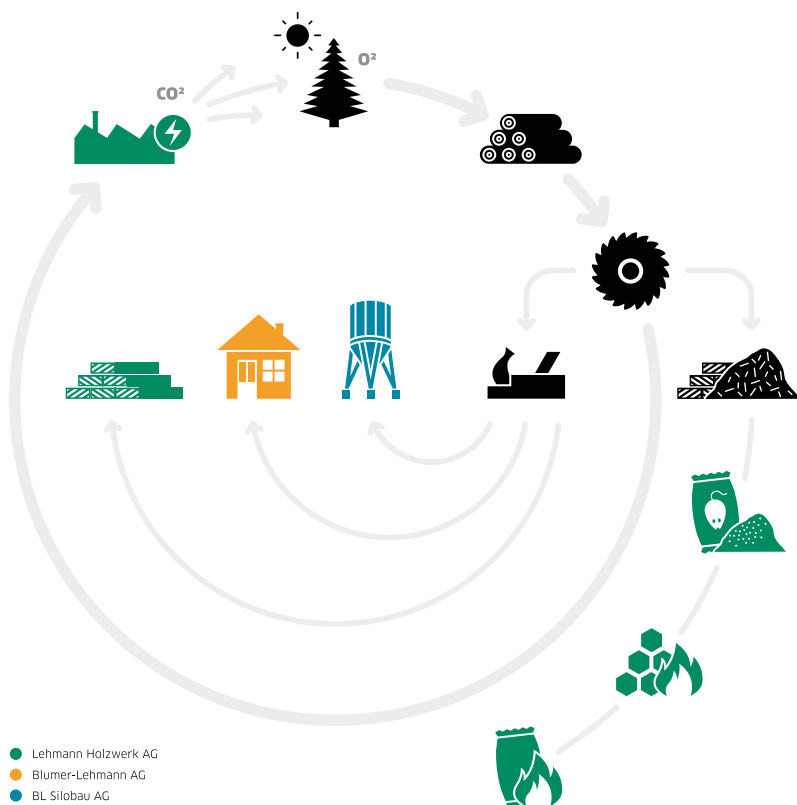 O²
CO²
Lehmann Holzwerk AG
Blumer-Lehmann AG
BL Silobau AG